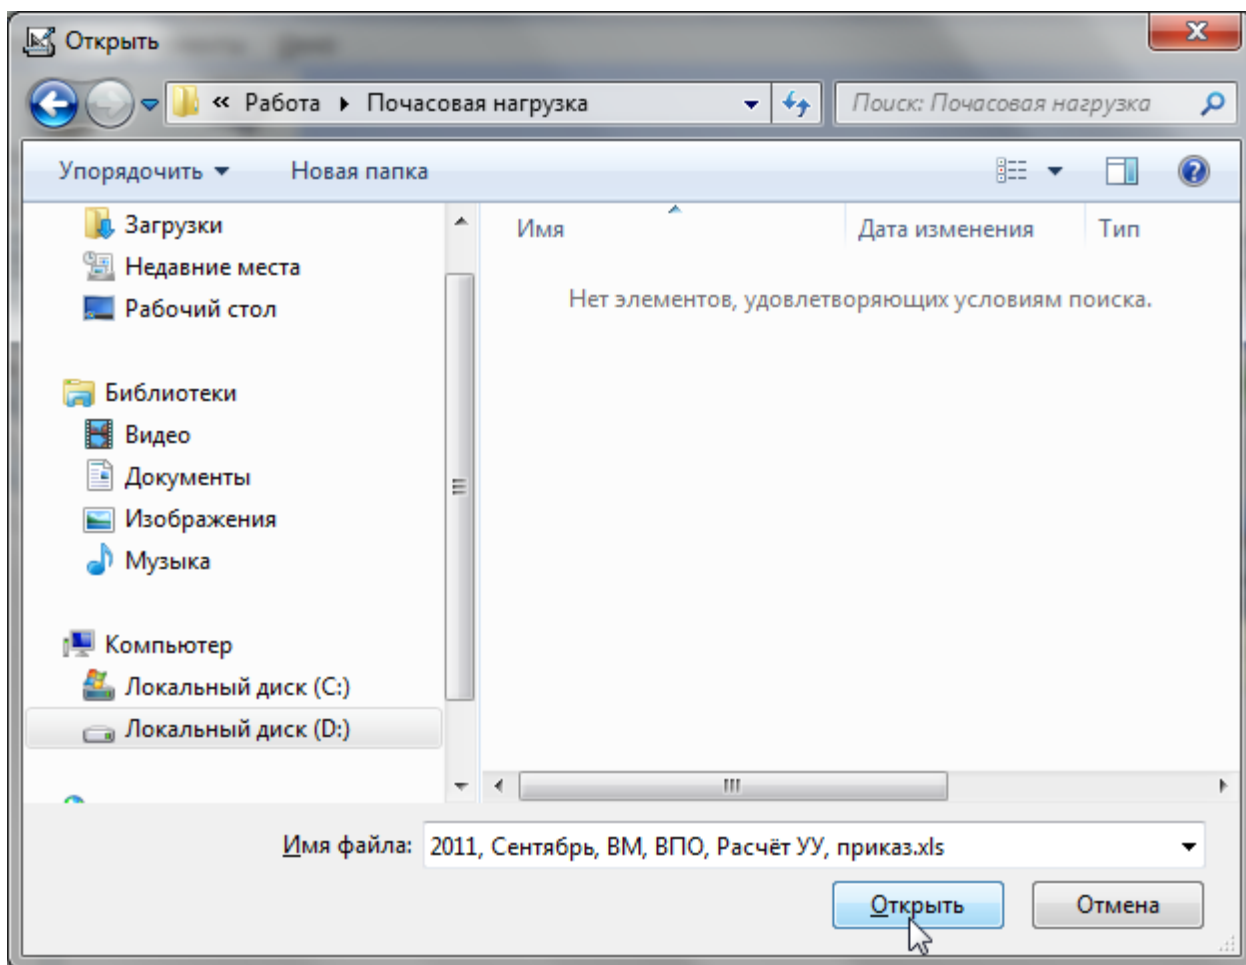 Открыть
« Работа Почасовая нагрузка
Поиск: Почасовая нагрузка
Упорядочить
Новая папка
Загрузки
Недавние места
Рабочий стол
Библиотеки
Видео
Документы
Изображения
Музыка
Компьютер
Локальный диск (C:)
Локальный диск (D:)
Имя
Дата изменения
Тип
Нет элементов, удовлетворяющих условиям поиска.
Имя файла: 2011, Сентябрь, ВМ, ВПО, Расчёт УУ, приказ.xls
Открыть
Отмена